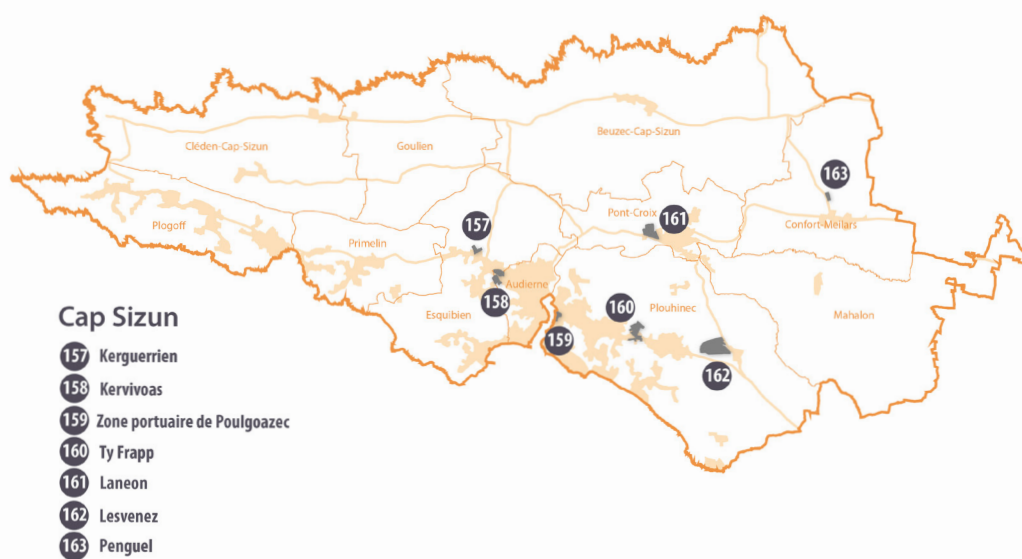 Cléden-Cap-Sizun
Goulien
Beuzec-Cap-Sizun
163
Plogoff
Primelin
157
Pont-Croix
161
Confort-Meilars
Audierne
158
Esquibien
160
Plouhinec
Mahalon
159
162
Cap Sizun
157 Kerguerrien
158 Kervivoas
159 Zone portuaire de Poulgoazec
160 Ty Frapp
161 Laneon
162 Lesvenez
163 Penguel